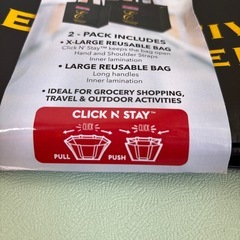 2 - PACK INCLUDES
• X-LARGE REUSABLE BAG
Click N' Stay™ keeps the bag open
Hand and Shoulder Straps
Inner lamination
• LARGE REUSABLE BAG
Long handles
Inner lamination
• IDEAL FOR GROCERY SHOPPING,
TRAVEL & OUTDOOR ACTIVITIES
CLICK N' STAY™
CLICK CLICK
PULL PUSH